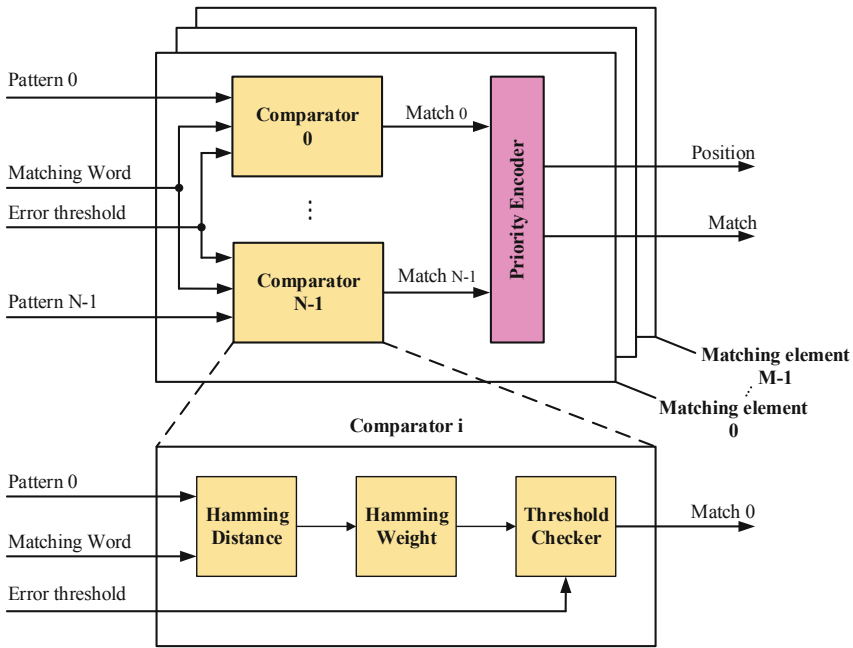 Pattern 0
Matching Word
Error threshold
Pattern N-1
Comparator
0
Match 0
⋮
Comparator
N-1
Match N-1
Priority Encoder
Position
Match
Matching element
M-1
Matching element
0
Comparator i
Pattern 0
Matching Word
Error threshold
Hamming
Distance
Hamming
Weight
Threshold
Checker
Match 0